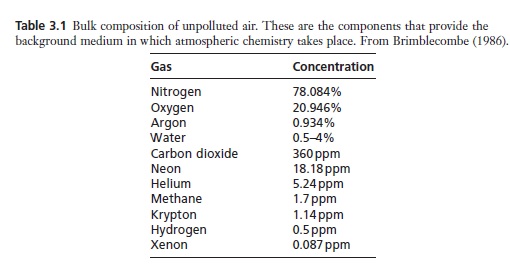 Table 3.1 Bulk composition of unpolluted air. These are the components that provide the
background medium in which atmospheric chemistry takes place. From Brimblecombe (1986).
Gas Concentration
Nitrogen 78.084%
Oxygen 20.946%
Argon 0.934%
Water 0.5–4%
Carbon dioxide 360 ppm
Neon 18.18 ppm
Helium 5.24 ppm
Methane 1.7 ppm
Krypton 1.14 ppm
Hydrogen 0.5 ppm
Xenon 0.087 ppm